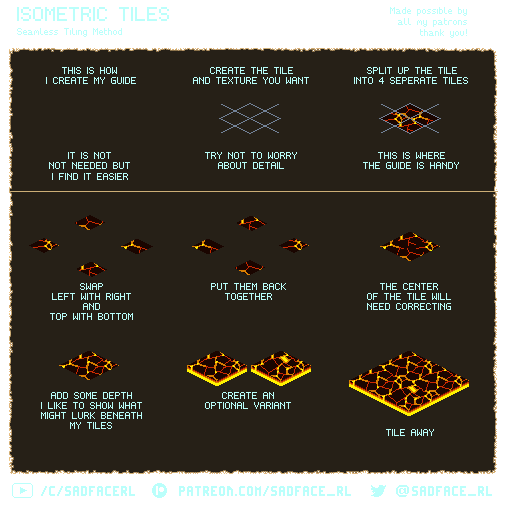 ISOMETRIC TILES
Seamless Tiling Method
Made possible by
all my patrons
thank you!
THIS IS HOW
I CREATE MY GUIDE
CREATE THE TILE
AND TEXTURE YOU WANT
SPLIT UP THE TILE
INTO 4 SEPERATE TILES
IT IS NOT
NOT NEEDED BUT
I FIND IT EASIER
TRY NOT TO WORRY
ABOUT DETAIL
THIS IS WHERE
THE GUIDE IS HANDY
SWAP
LEFT WITH RIGHT
AND
TOP WITH BOTTOM
PUT THEM BACK
TOGETHER
THE CENTER
OF THE TILE WILL
NEED CORRECTING
ADD SOME DEPTH
I LIKE TO SHOW WHAT
MIGHT LURK BENEATH
MY TILES
CREATE AN
OPTIONAL VARIANT
TILE AWAY
/C/SADFACERL
PATREON.COM/SADFACE_RL
@SADFACE_RL